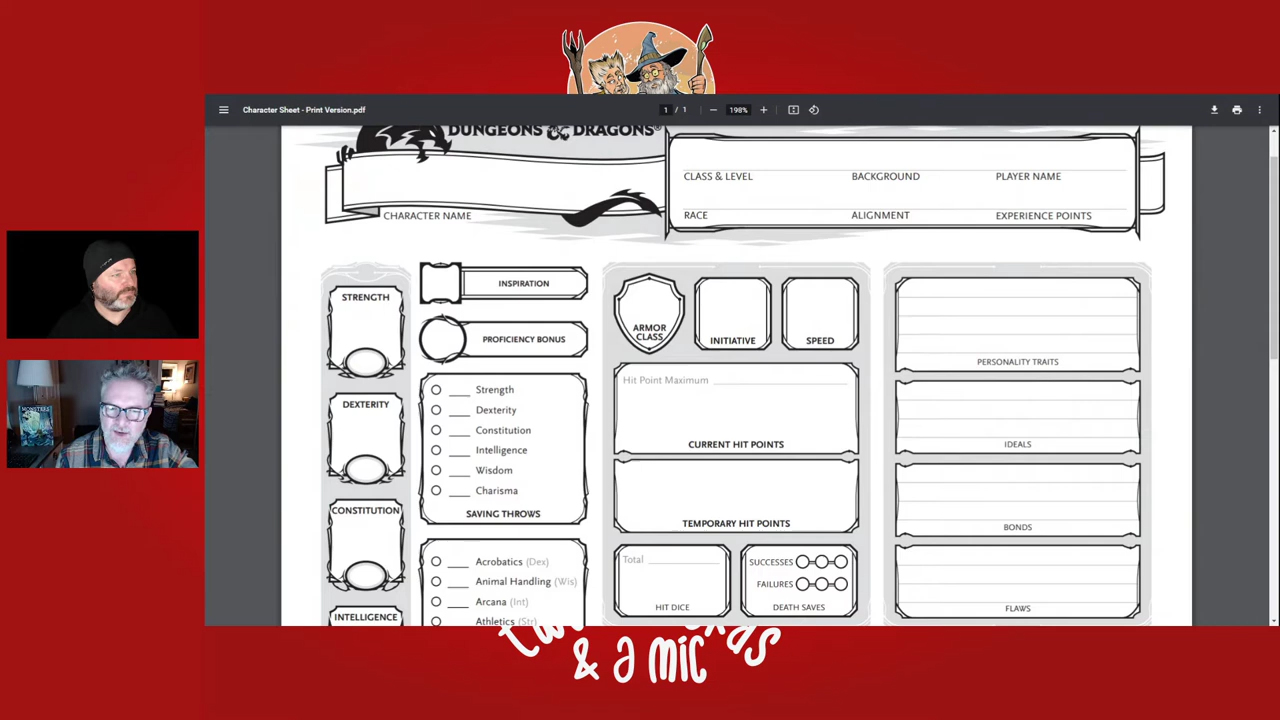 Character Sheet - Print Version.pdf
1 / 1
198%
DUNGEONS & DRAGONS®
CLASS & LEVEL
BACKGROUND
PLAYER NAME
CHARACTER NAME
RACE
ALIGNMENT
EXPERIENCE POINTS
STRENGTH
DEXTERITY
CONSTITUTION
INTELLIGENCE
INSPIRATION
PROFICIENCY BONUS
Strength
Dexterity
Constitution
Intelligence
Wisdom
Charisma
SAVING THROWS
Acrobatics (Dex)
Animal Handling (Wis)
Arcana (Int)
Athletics (Str)
ARMOR
CLASS
INITIATIVE
SPEED
Hit Point Maximum
CURRENT HIT POINTS
TEMPORARY HIT POINTS
Total
HIT DICE
SUCCESSES
FAILURES
DEATH SAVES
PERSONALITY TRAITS
IDEALS
BONDS
FLAWS
MONSTERS
& a mic